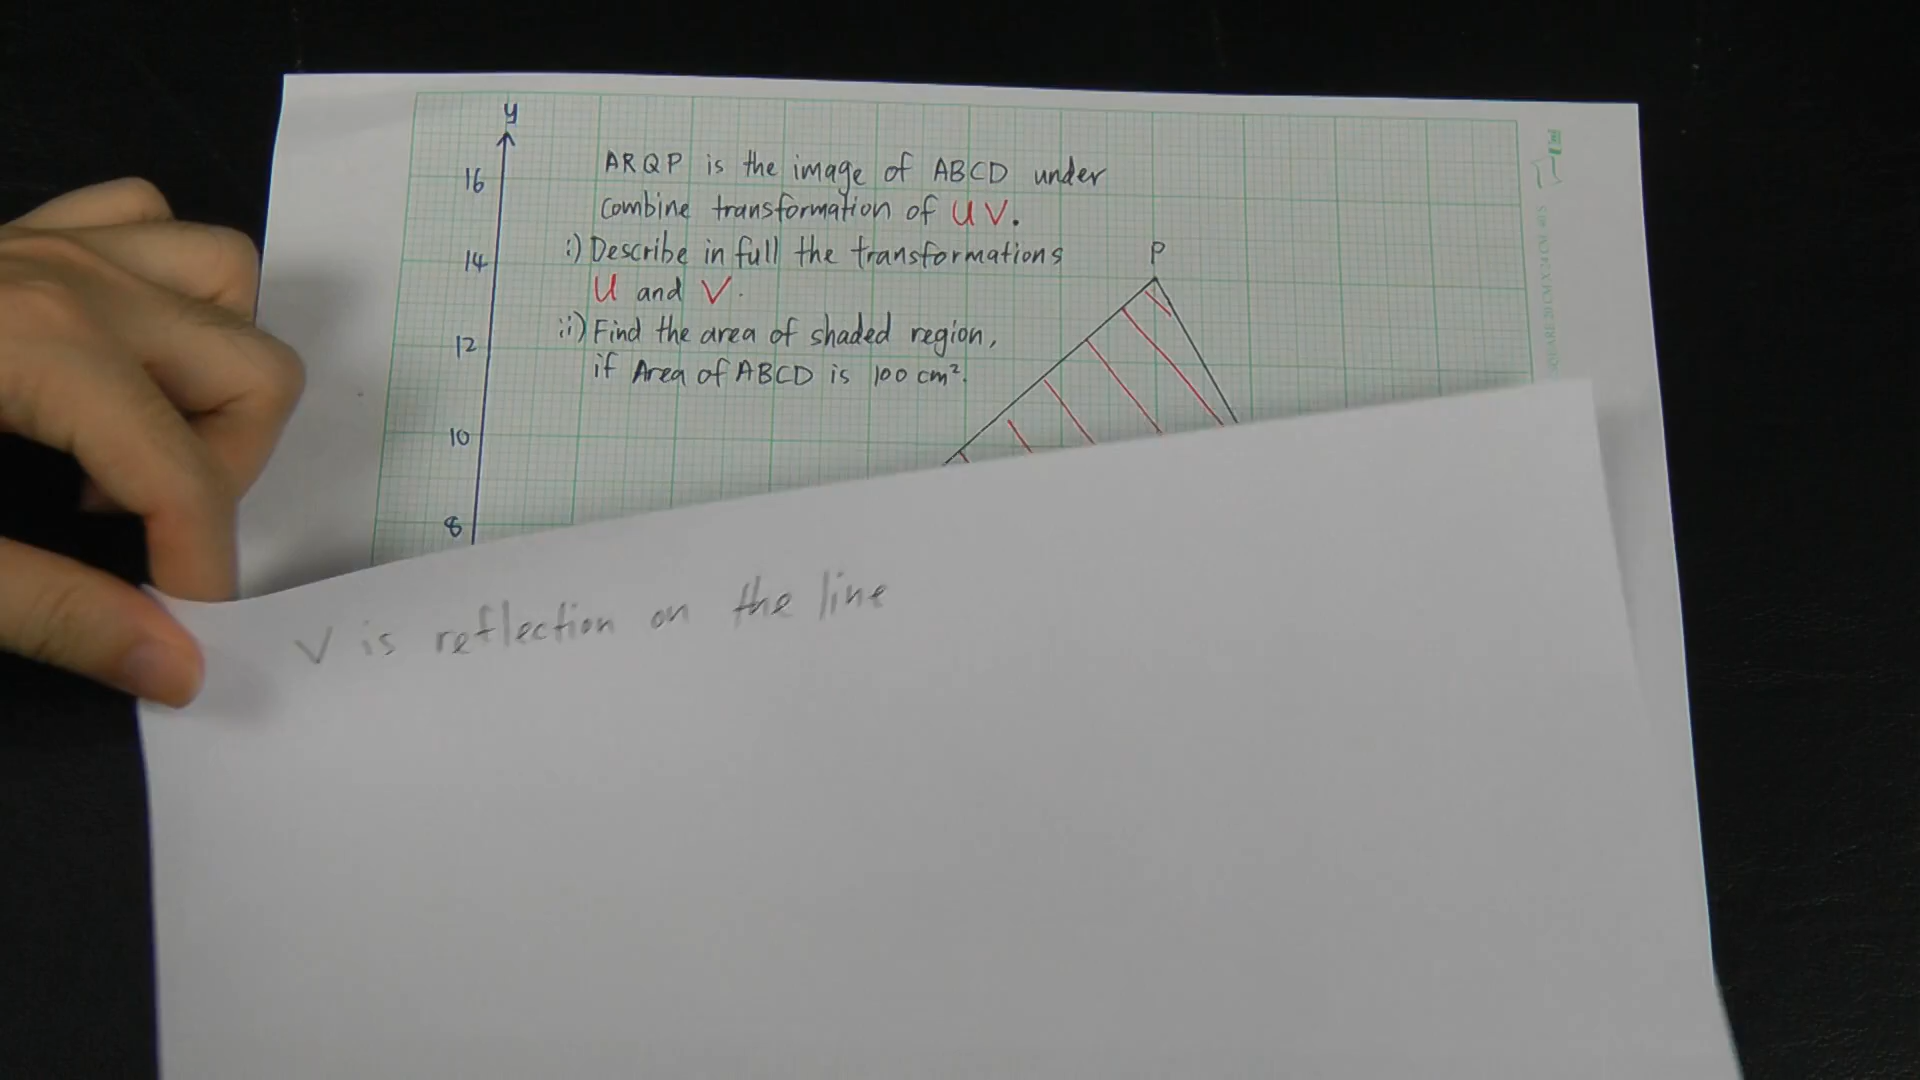 y
16
ARQP is the image of ABCD under
combine transformation of UV.
14
i) Describe in full the transformations
U and V.
P
12
ii) Find the area of shaded region,
if Area of ABCD is 100 cm².
10
8
V is reflection on the line